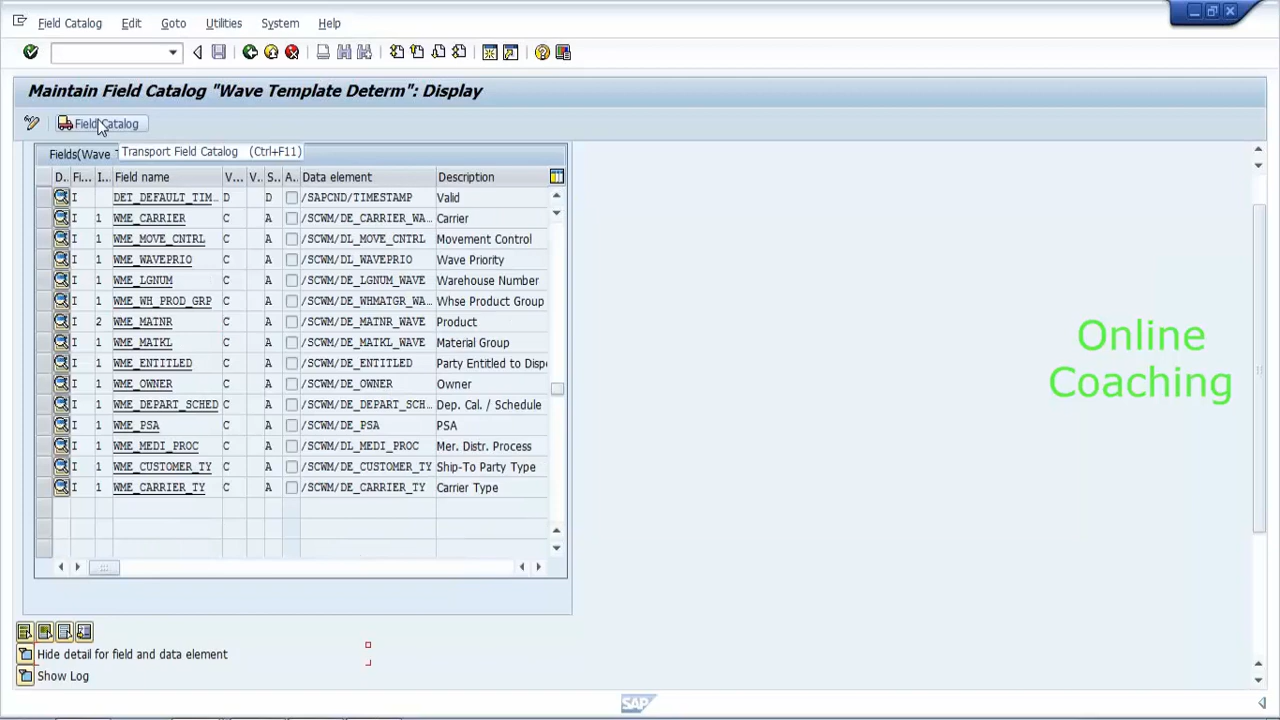 Field Catalog Edit Goto Utilities System Help
Maintain Field Catalog "Wave Template Determ": Display
Field Catalog
Fields(Wave T
Transport Field Catalog (Ctrl+F11)
D.. Fi... I... Field name V... V.. S.. A.. Data element Description
I DET_DEFAULT_TIM... D D /SAPCND/TIMESTAMP Valid
I 1 WME_CARRIER C A /SCWM/DE_CARRIER_WA... Carrier
I 1 WME_MOVE_CNTRL C A /SCWM/DL_MOVE_CNTRL Movement Control
I 1 WME_WAVEPRIO C A /SCWM/DL_WAVEPRIO Wave Priority
I 1 WME_LGNUM C A /SCWM/DE_LGNUM_WAVE Warehouse Number
I 1 WME_WH_PROD_GRP C A /SCWM/DE_WHMATGR_WA... Whse Product Group
I 2 WME_MATNR C A /SCWM/DE_MATNR_WAVE Product
I 1 WME_MATKL C A /SCWM/DE_MATKL_WAVE Material Group
I 1 WME_ENTITLED C A /SCWM/DE_ENTITLED Party Entitled to Dispo
I 1 WME_OWNER C A /SCWM/DE_OWNER Owner
I 1 WME_DEPART_SCHED C A /SCWM/DE_DEPART_SCH... Dep. Cal. / Schedule
I 1 WME_PSA C A /SCWM/DE_PSA PSA
I 1 WME_MEDI_PROC C A /SCWM/DL_MEDI_PROC Mer. Distr. Process
I 1 WME_CUSTOMER_TY C A /SCWM/DE_CUSTOMER_TY Ship-To Party Type
I 1 WME_CARRIER_TY C A /SCWM/DE_CARRIER_TY Carrier Type
Online
Coaching
Hide detail for field and data element
Show Log
SAP